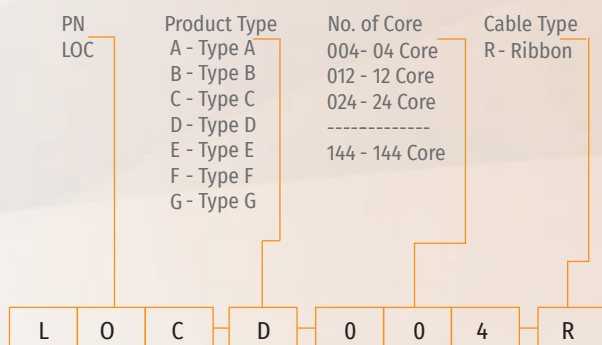 PN
LOC
Product Type
A - Type A
B - Type B
C - Type C
D - Type D
E - Type E
F - Type F
G - Type G
No. of Core
004- 04 Core
012 - 12 Core
024 - 24 Core
-------------
144 - 144 Core
Cable Type
R - Ribbon
L O C - D - 0 0 4 - R